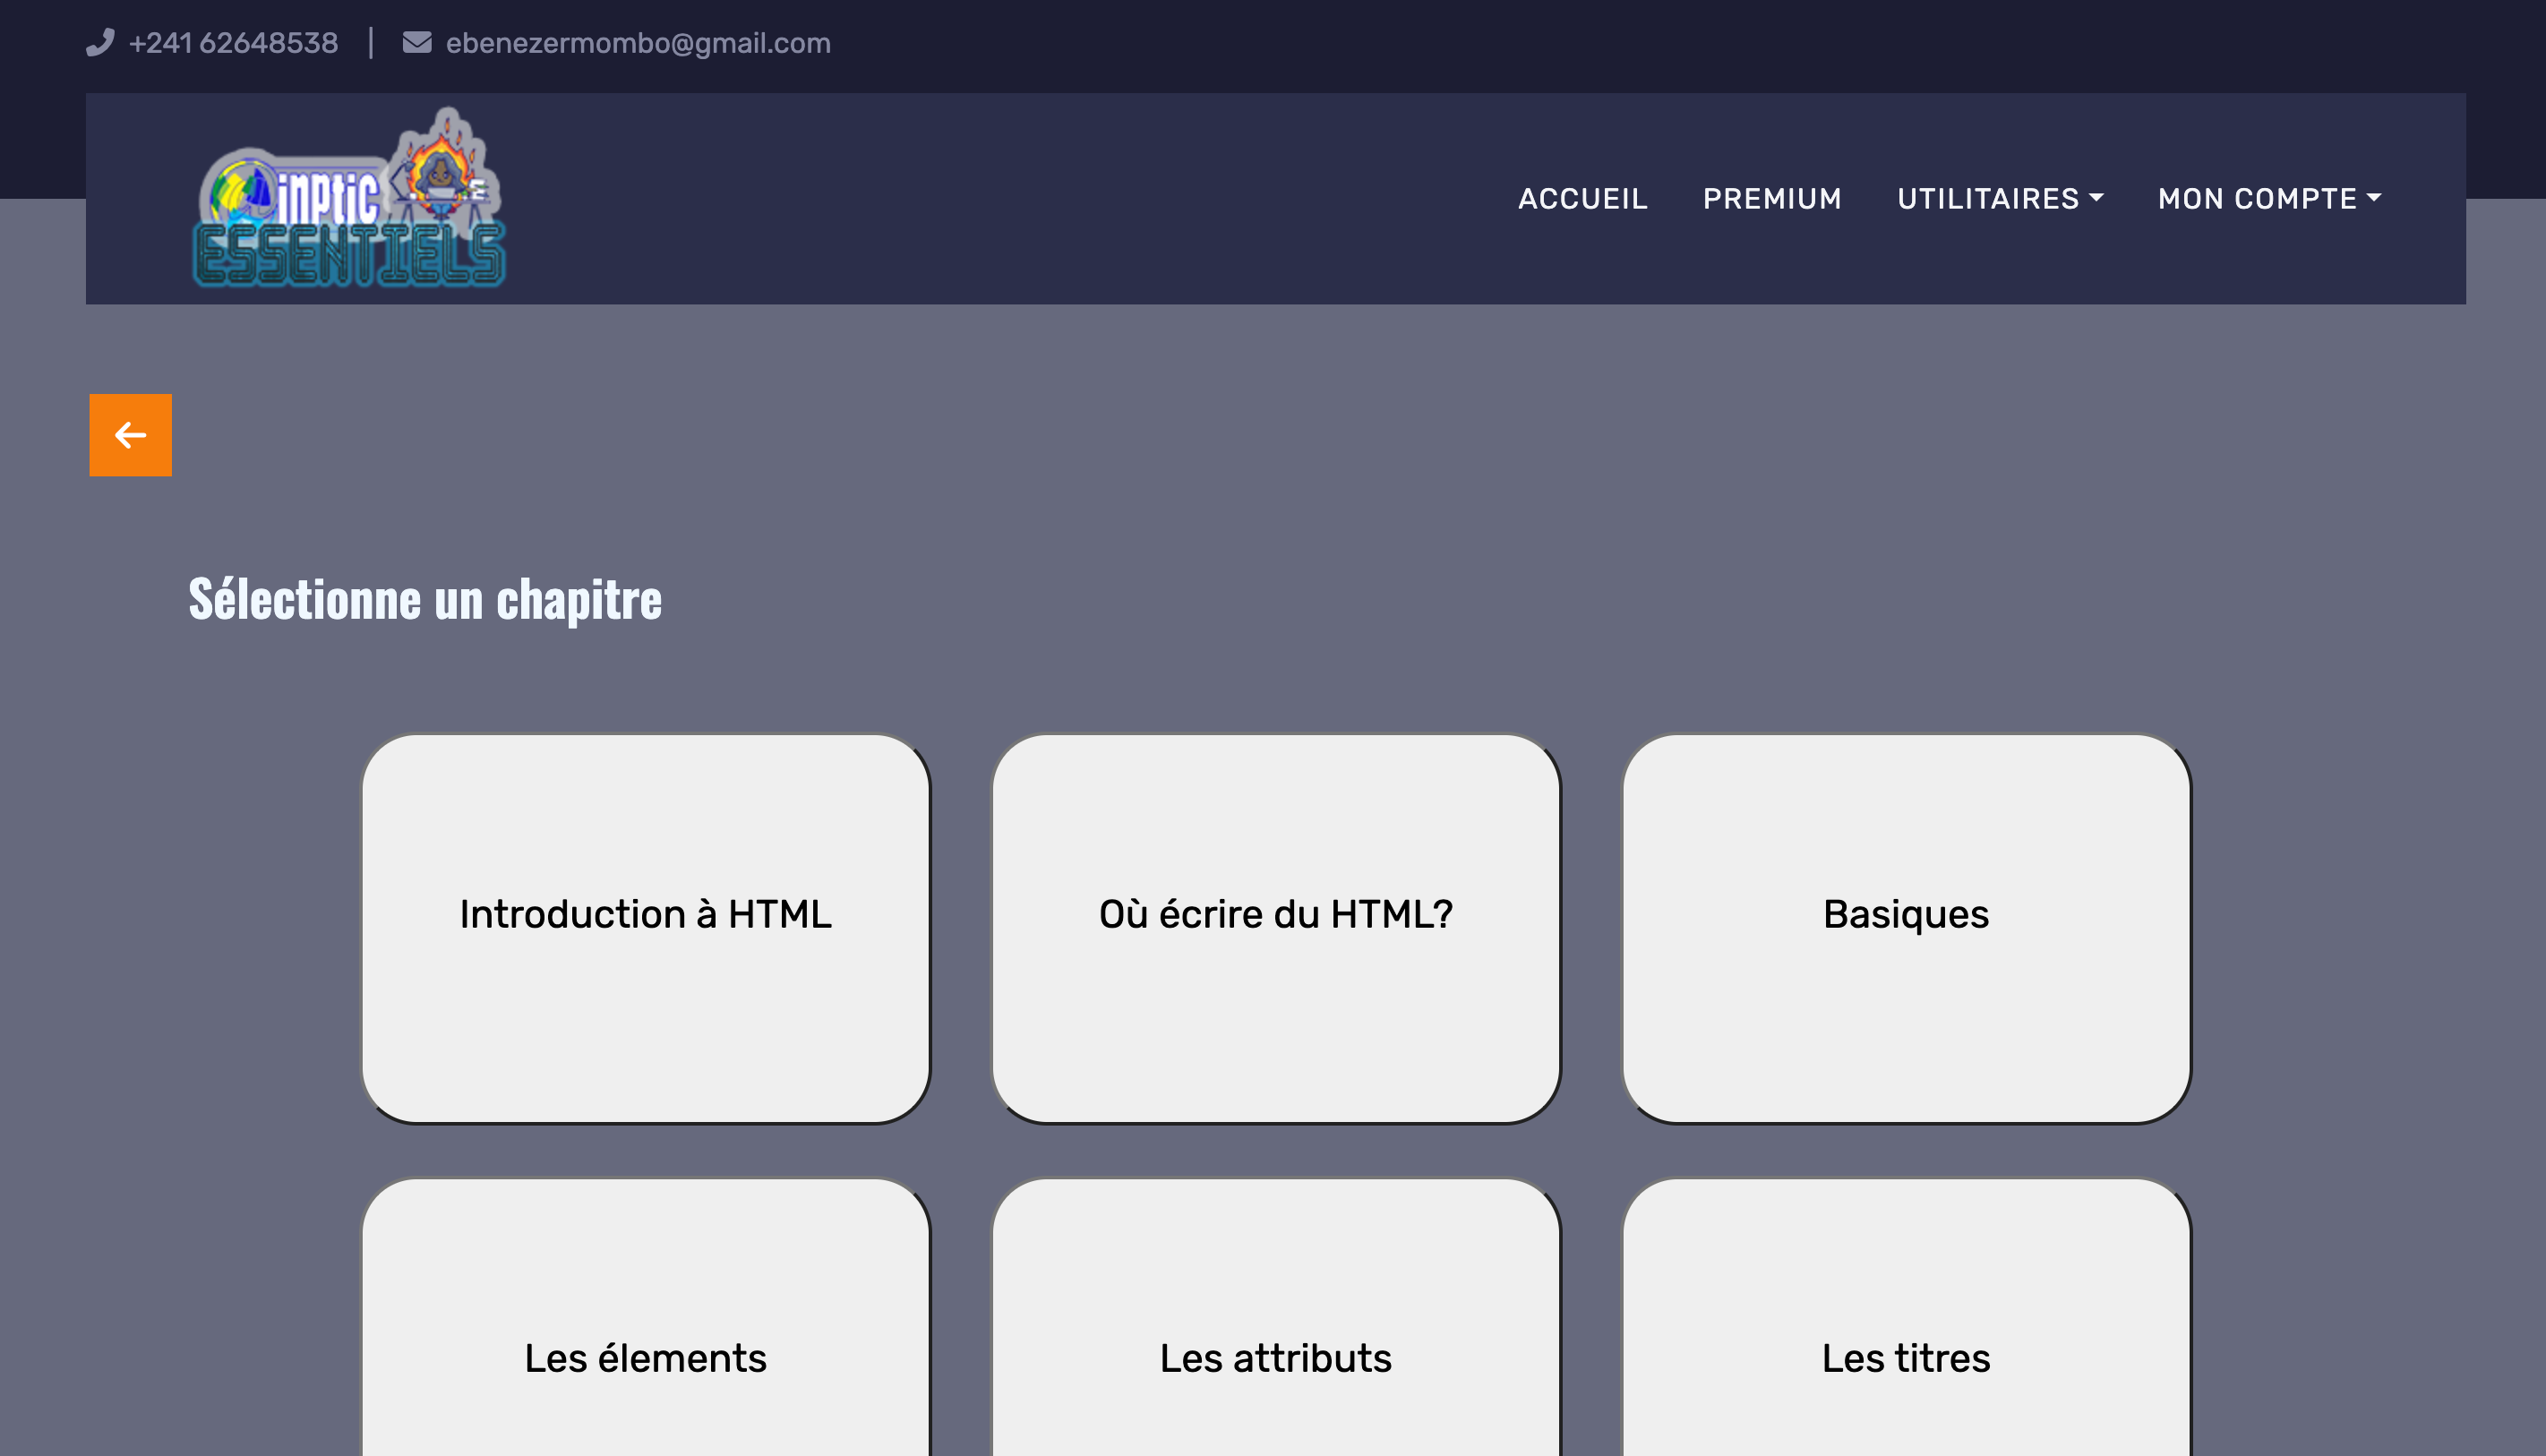 +241 62648538 | ebenezermombo@gmail.com
inptic
ESSENTIELS
ACCUEIL PREMIUM UTILITAIRES MON COMPTE
Sélectionne un chapitre
Introduction à HTML
Où écrire du HTML?
Basiques
Les élements
Les attributs
Les titres